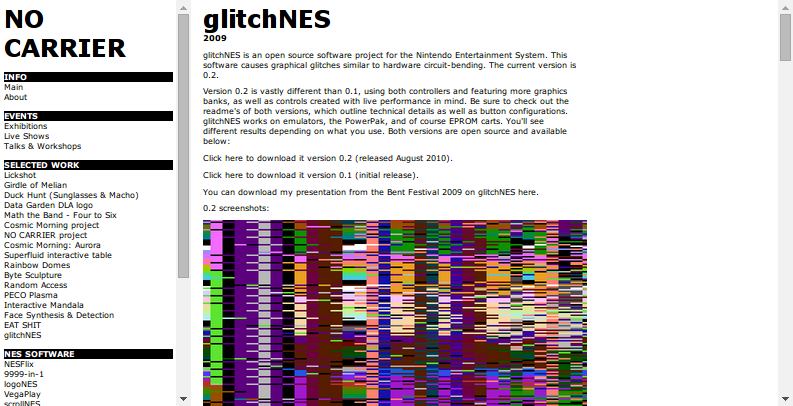 NO
CARRIER
INFO
Main
About
EVENTS
Exhibitions
Live Shows
Talks & Workshops
SELECTED WORK
Lickshot
Girdle of Melian
Duck Hunt (Sunglasses & Macho)
Data Garden DLA logo
Math the Band - Four to Six
Cosmic Morning project
NO CARRIER project
Cosmic Morning: Aurora
Superfluid interactive table
Rainbow Domes
Byte Sculpture
Random Access
PECO Plasma
Interactive Mandala
Face Synthesis & Detection
EAT SHIT
glitchNES
NES SOFTWARE
NESFlix
9999-in-1
logoNES
VegaPlay
scrollNES
glitchNES
2009
glitchNES is an open source software project for the Nintendo Entertainment System. This
software causes graphical glitches similar to hardware circuit-bending. The current version is
0.2.
Version 0.2 is vastly different than 0.1, using both controllers and featuring more graphics
banks, as well as controls created with live performance in mind. Be sure to check out the
readme's of both versions, which outline technical details as well as button configurations.
glitchNES works on emulators, the PowerPak, and of course EPROM carts. You'll see
different results depending on what you use. Both versions are open source and available
below:
Click here to download it version 0.2 (released August 2010).
Click here to download it version 0.1 (initial release).
You can download my presentation from the Bent Festival 2009 on glitchNES here.
0.2 screenshots: